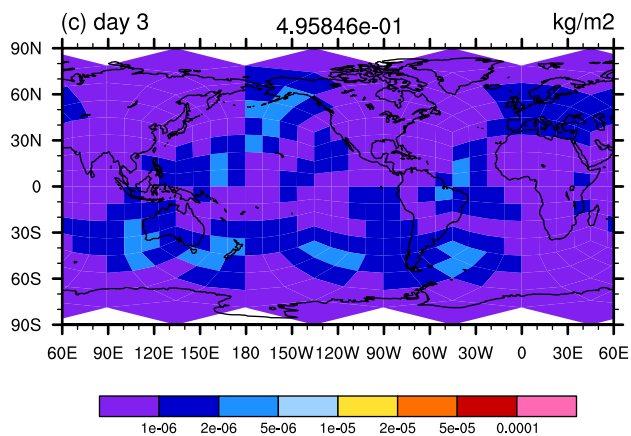 (c) day 3 4.95846e-01 kg/m2
90N
60N
30N
0
30S
60S
90S
60E 90E 120E 150E 180 150W 120W 90W 60W 30W 0 30E 60E
1e-06 2e-06 5e-06 1e-05 2e-05 5e-05 0.0001